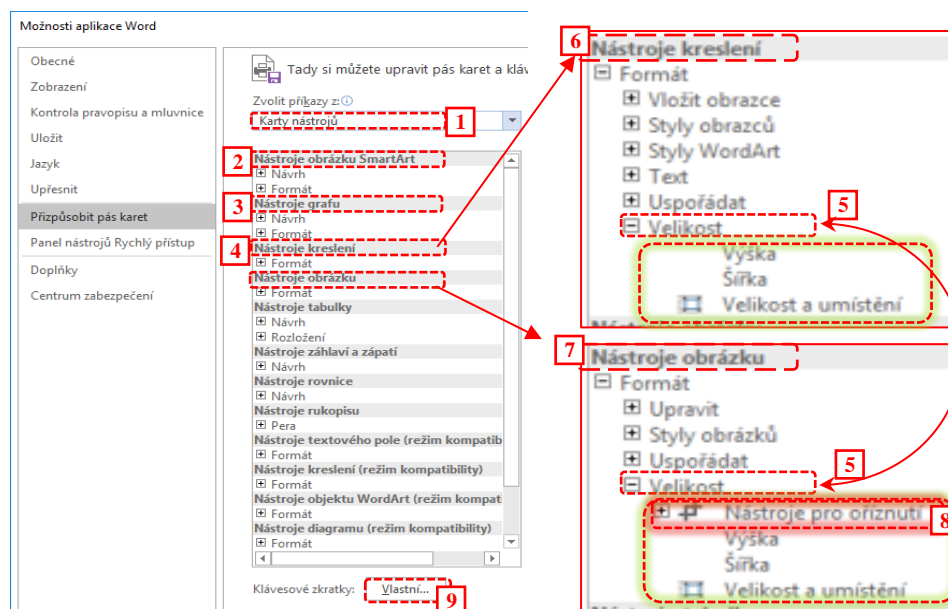 Možnosti aplikace Word
Obecné
Zobrazení
Kontrola pravopisu a mluvnice
Uložit
Jazyk
Upřesnit
Přizpůsobit pás karet
Panel nástrojů Rychlý přístup
Doplňky
Centrum zabezpečení
Tady si můžete upravit pás karet a kláv
Zvolit příkazy z:
Karty nástrojů
1
2
Nástroje obrázku SmartArt
Návrh
Formát
3
Nástroje grafu
Návrh
Formát
4
Nástroje kreslení
Formát
Nástroje obrázku
Formát
Nástroje tabulky
Návrh
Rozložení
Nástroje záhlaví a zápatí
Návrh
Nástroje rovnice
Návrh
Nástroje rukopisu
Pera
Nástroje textového pole (režim kompatib
Formát
Nástroje kreslení (režim kompatibility)
Formát
Nástroje objektu WordArt (režim kompat
Formát
Nástroje diagramu (režim kompatibility)
Formát
Klávesové zkratky: Vlastní...
9
6
Nástroje kreslení
Formát
Vložit obrazce
Styly obrazců
Styly WordArt
Text
Uspořádat
5
Velikost
Výška
Šířka
Velikost a umístění
7
Nástroje obrázku
Formát
Upravit
Styly obrázků
Uspořádat
5
Velikost
Nástroje pro oříznutí
8
Výška
Šířka
Velikost a umístění